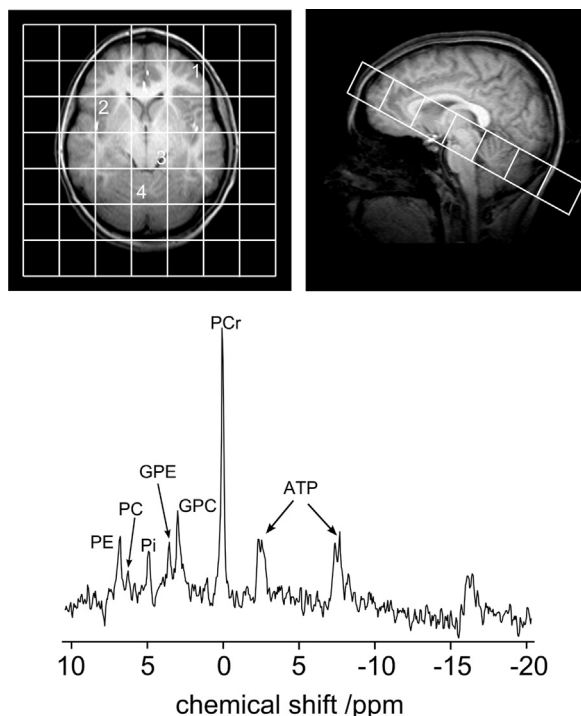 1
2
3
4
PCr
GPE
GPC
ATP
PC
PE
Pi
10 5 0 -5 -10 -15 -20
chemical shift /ppm